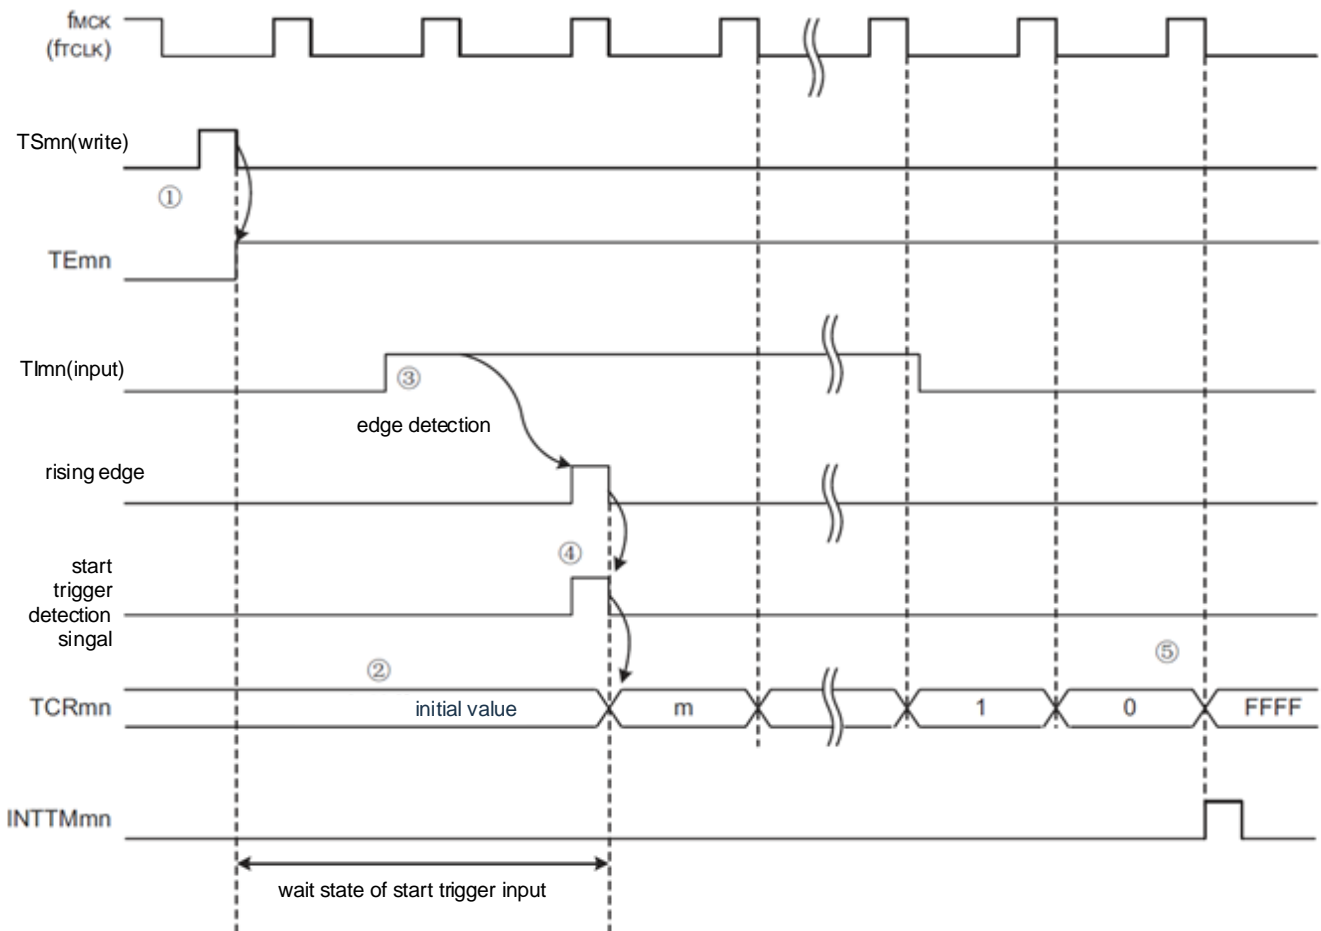 fMCK
(fTCLK)
TSmn(write)
①
TEmn
TImn(input)
③
edge detection
rising edge
④
start
trigger
detection
singal
②
⑤
TCRmn
initial value
m
1
0
FFFF
INTTMmn
wait state of start trigger input